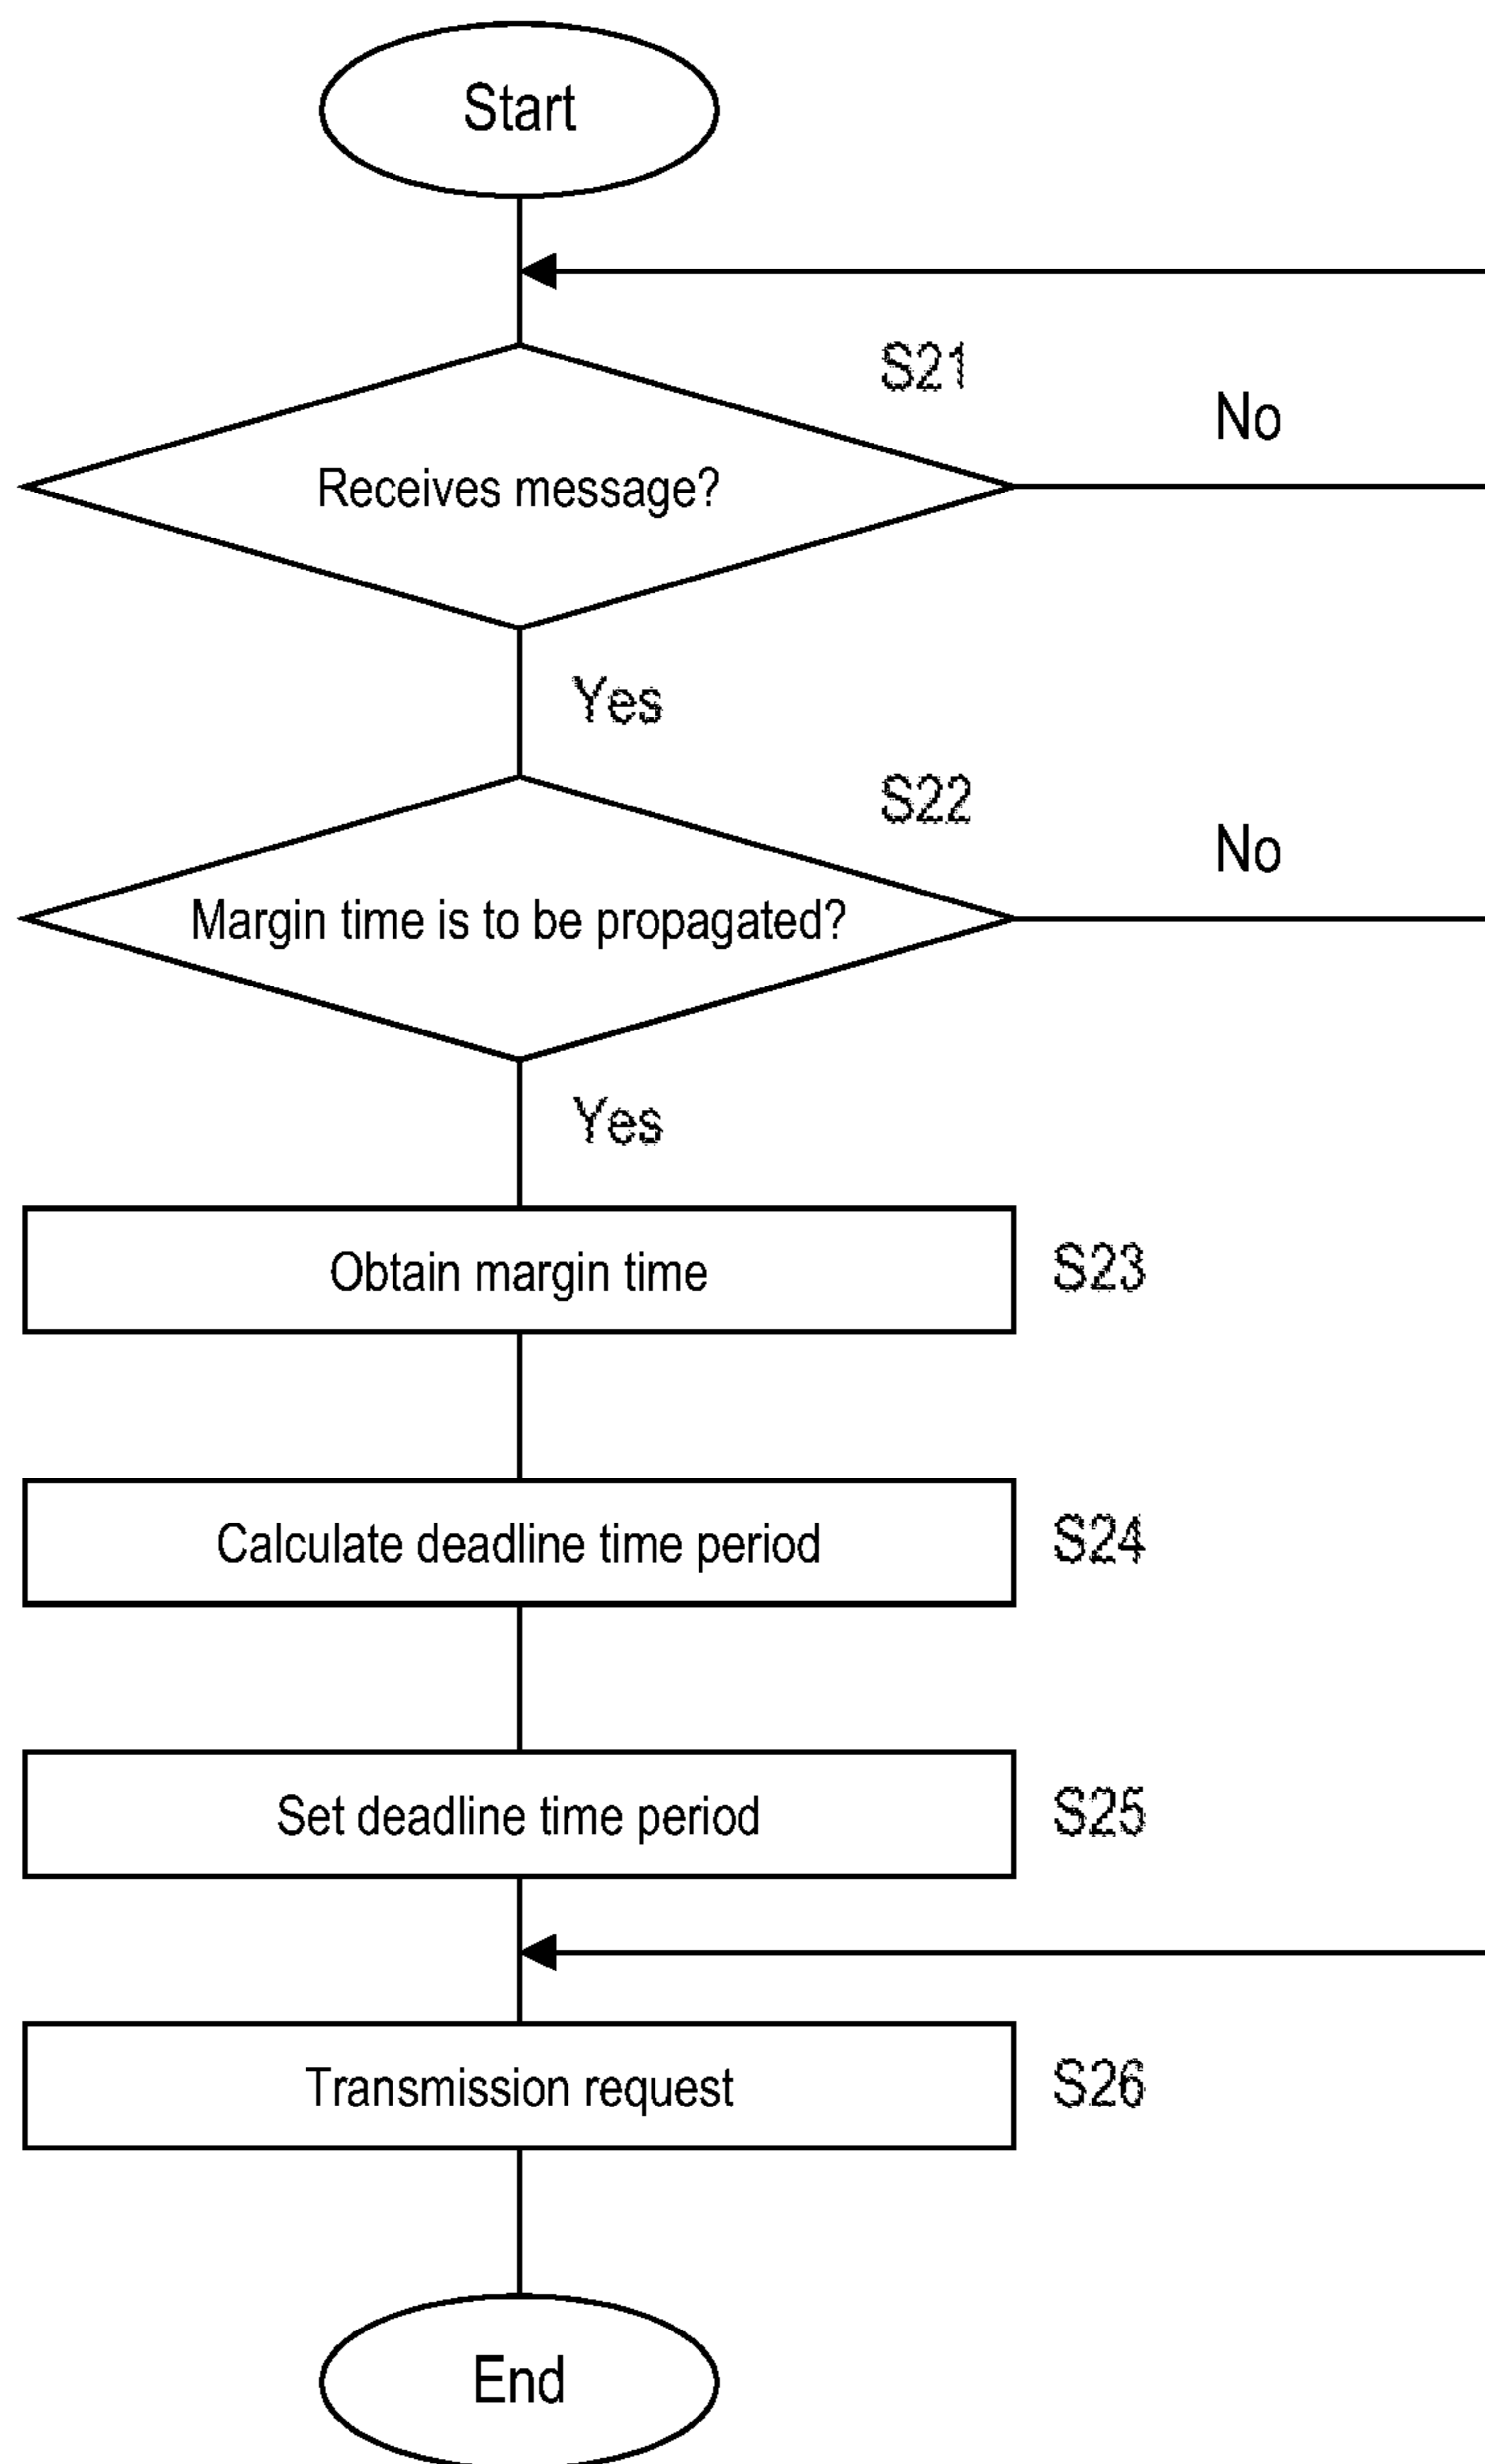 Start
S21
No
Receives message?
Yes
S22
No
Margin time is to be propagated?
Yes
Obtain margin time
S23
Calculate deadline time period
S24
Set deadline time period
S25
Transmission request
S26
End